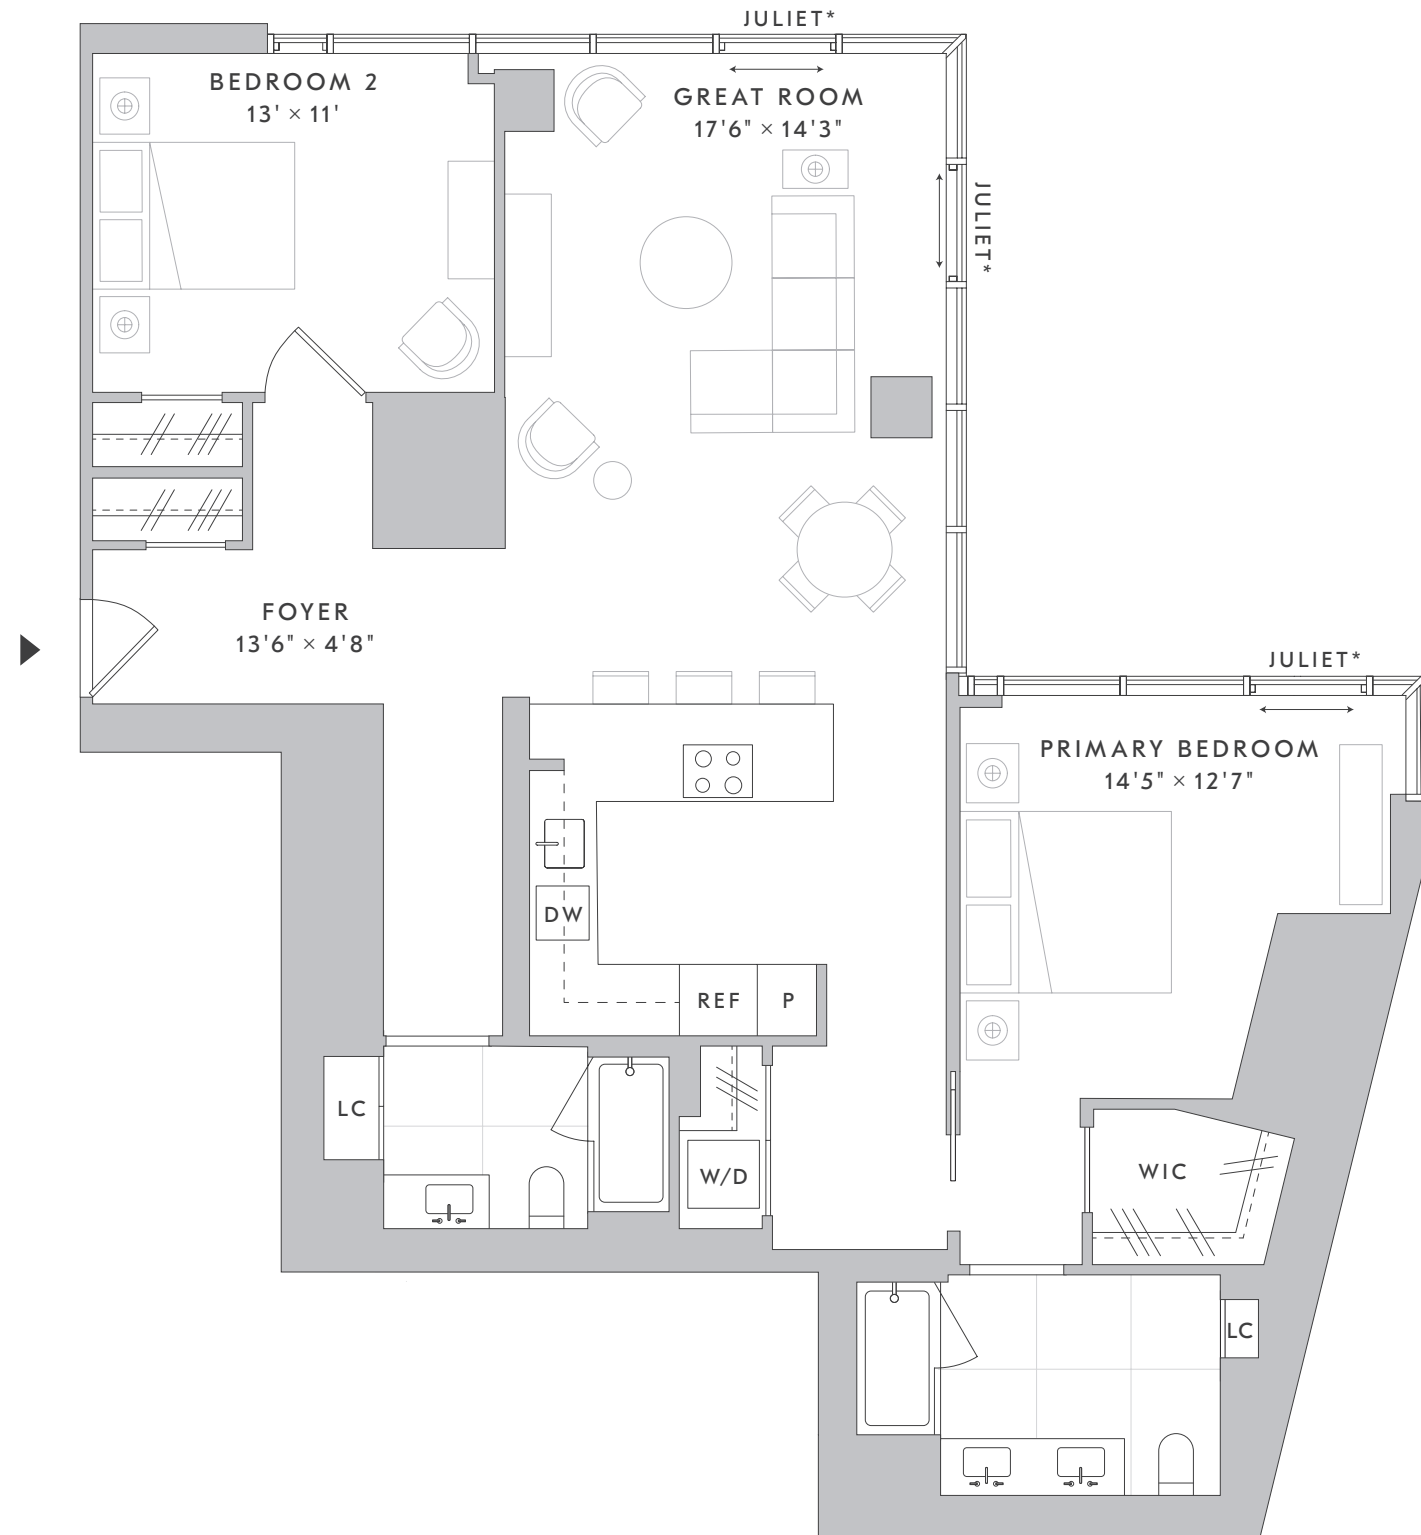 JULIET*
BEDROOM 2
13' × 11'
GREAT ROOM
17'6" × 14'3"
JULIET*
FOYER
13'6" × 4'8"
JULIET*
PRIMARY BEDROOM
14'5" × 12'7"
DW
REF
P
LC
W/D
WIC
LC